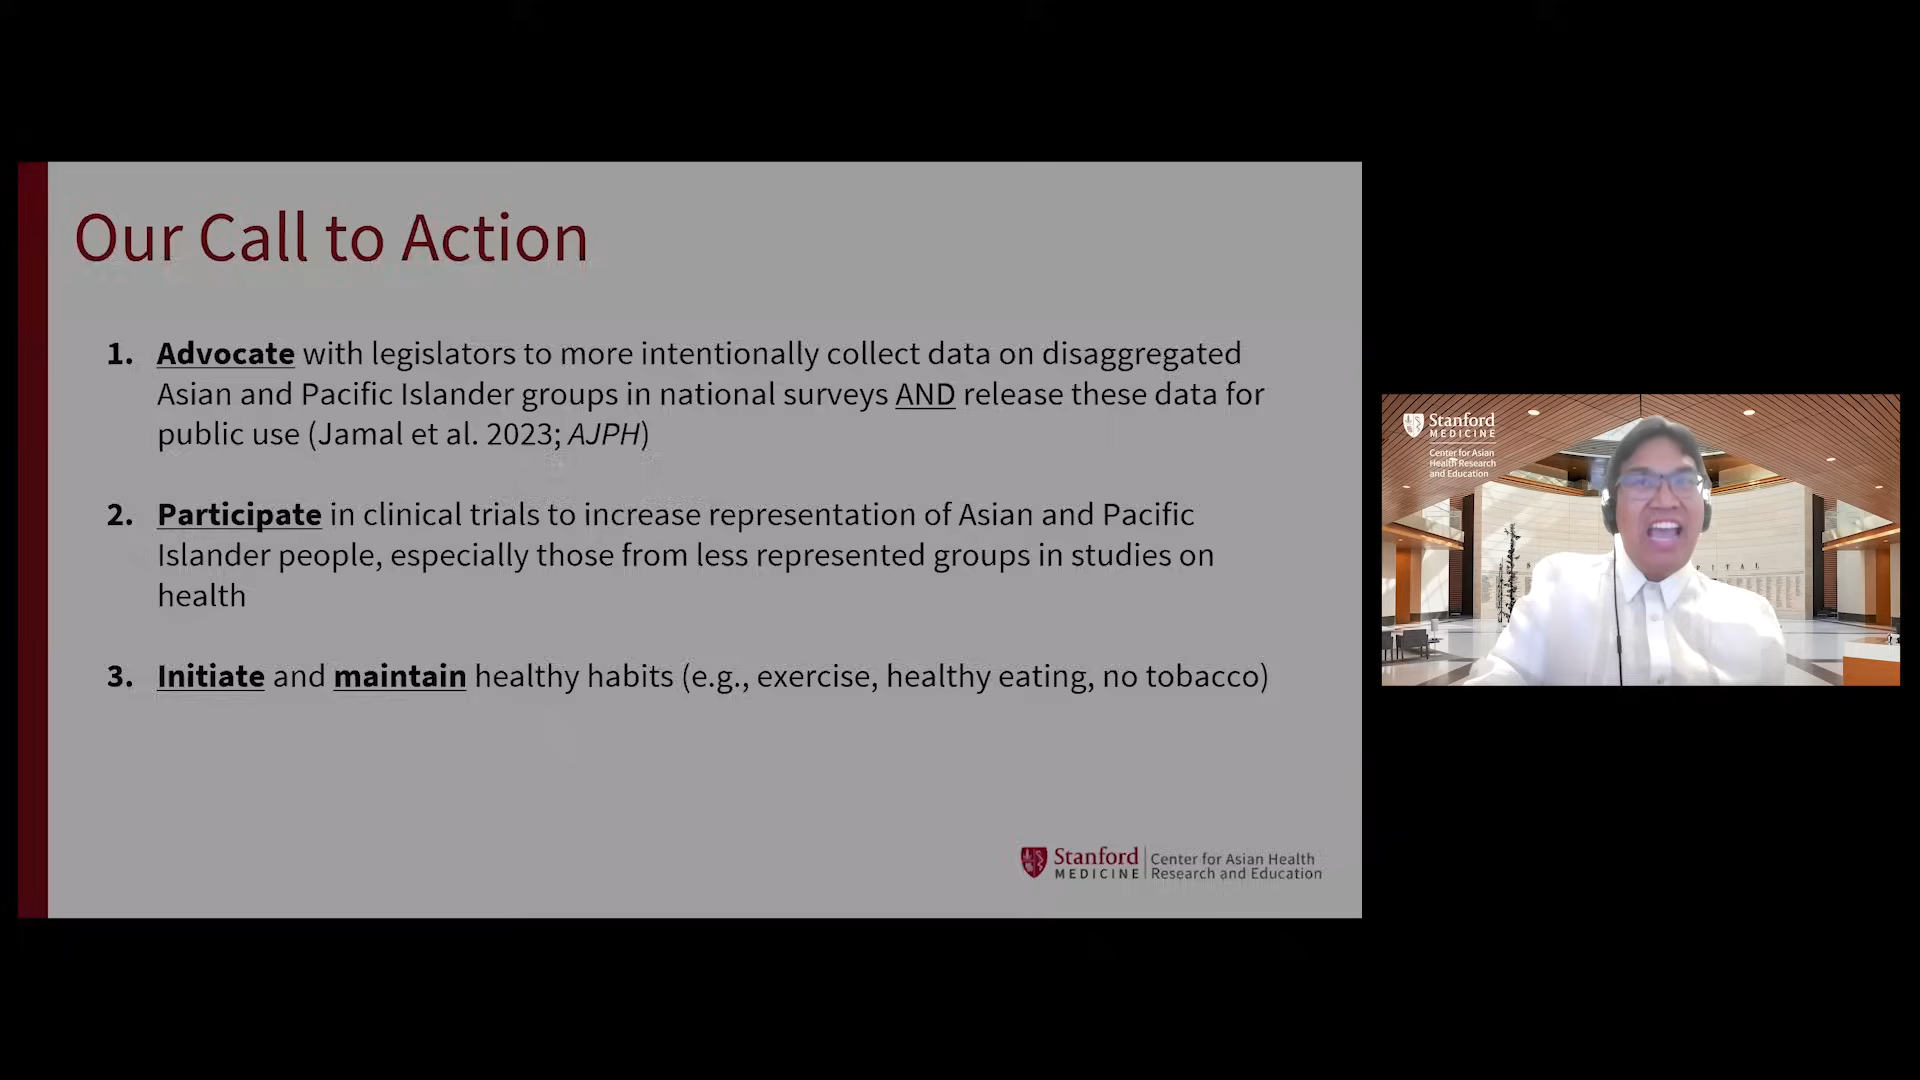 Our Call to Action
1. Advocate with legislators to more intentionally collect data on disaggregated
Asian and Pacific Islander groups in national surveys AND release these data for
public use (Jamal et al. 2023; AJPH)
2. Participate in clinical trials to increase representation of Asian and Pacific
Islander people, especially those from less represented groups in studies on
health
3. Initiate and maintain healthy habits (e.g., exercise, healthy eating, no tobacco)
Stanford
MEDICINE
Center for Asian Health
Research and Education
Stanford
MEDICINE
Center for Asian
Health Research
and Education